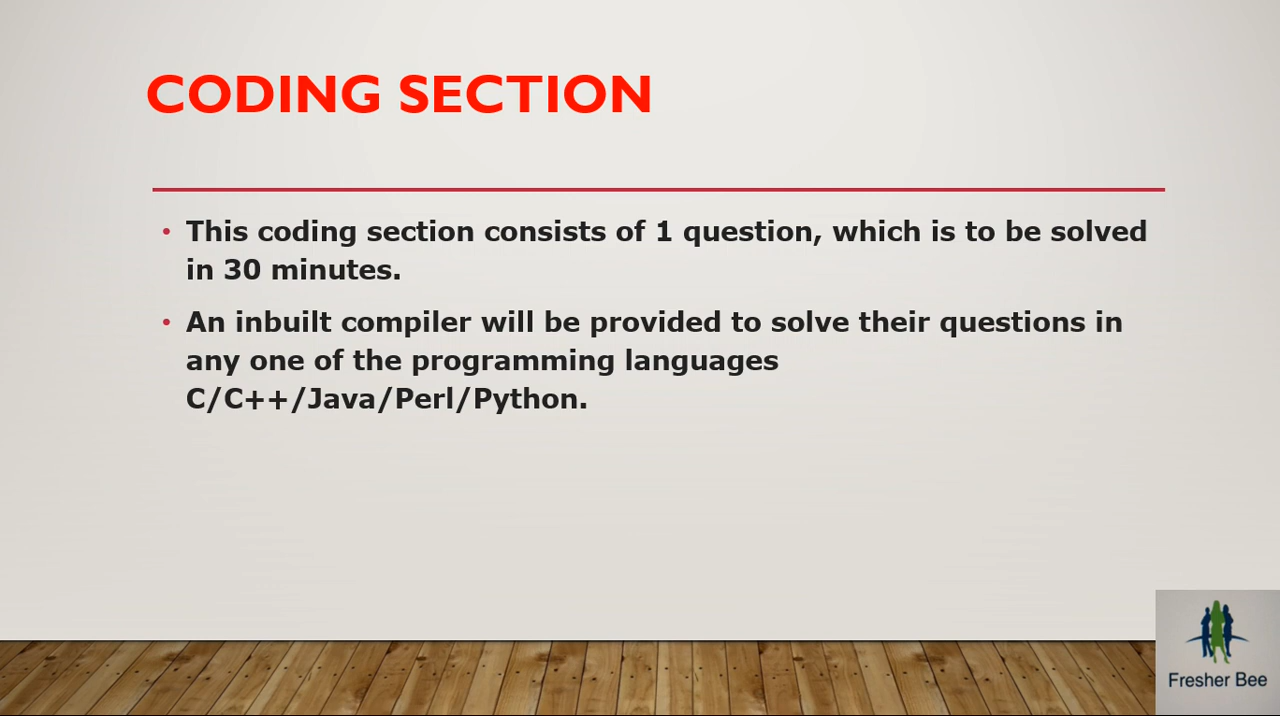 CODING SECTION
• This coding section consists of 1 question, which is to be solved
in 30 minutes.
• An inbuilt compiler will be provided to solve their questions in
any one of the programming languages
C/C++/Java/Perl/Python.
Fresher Bee